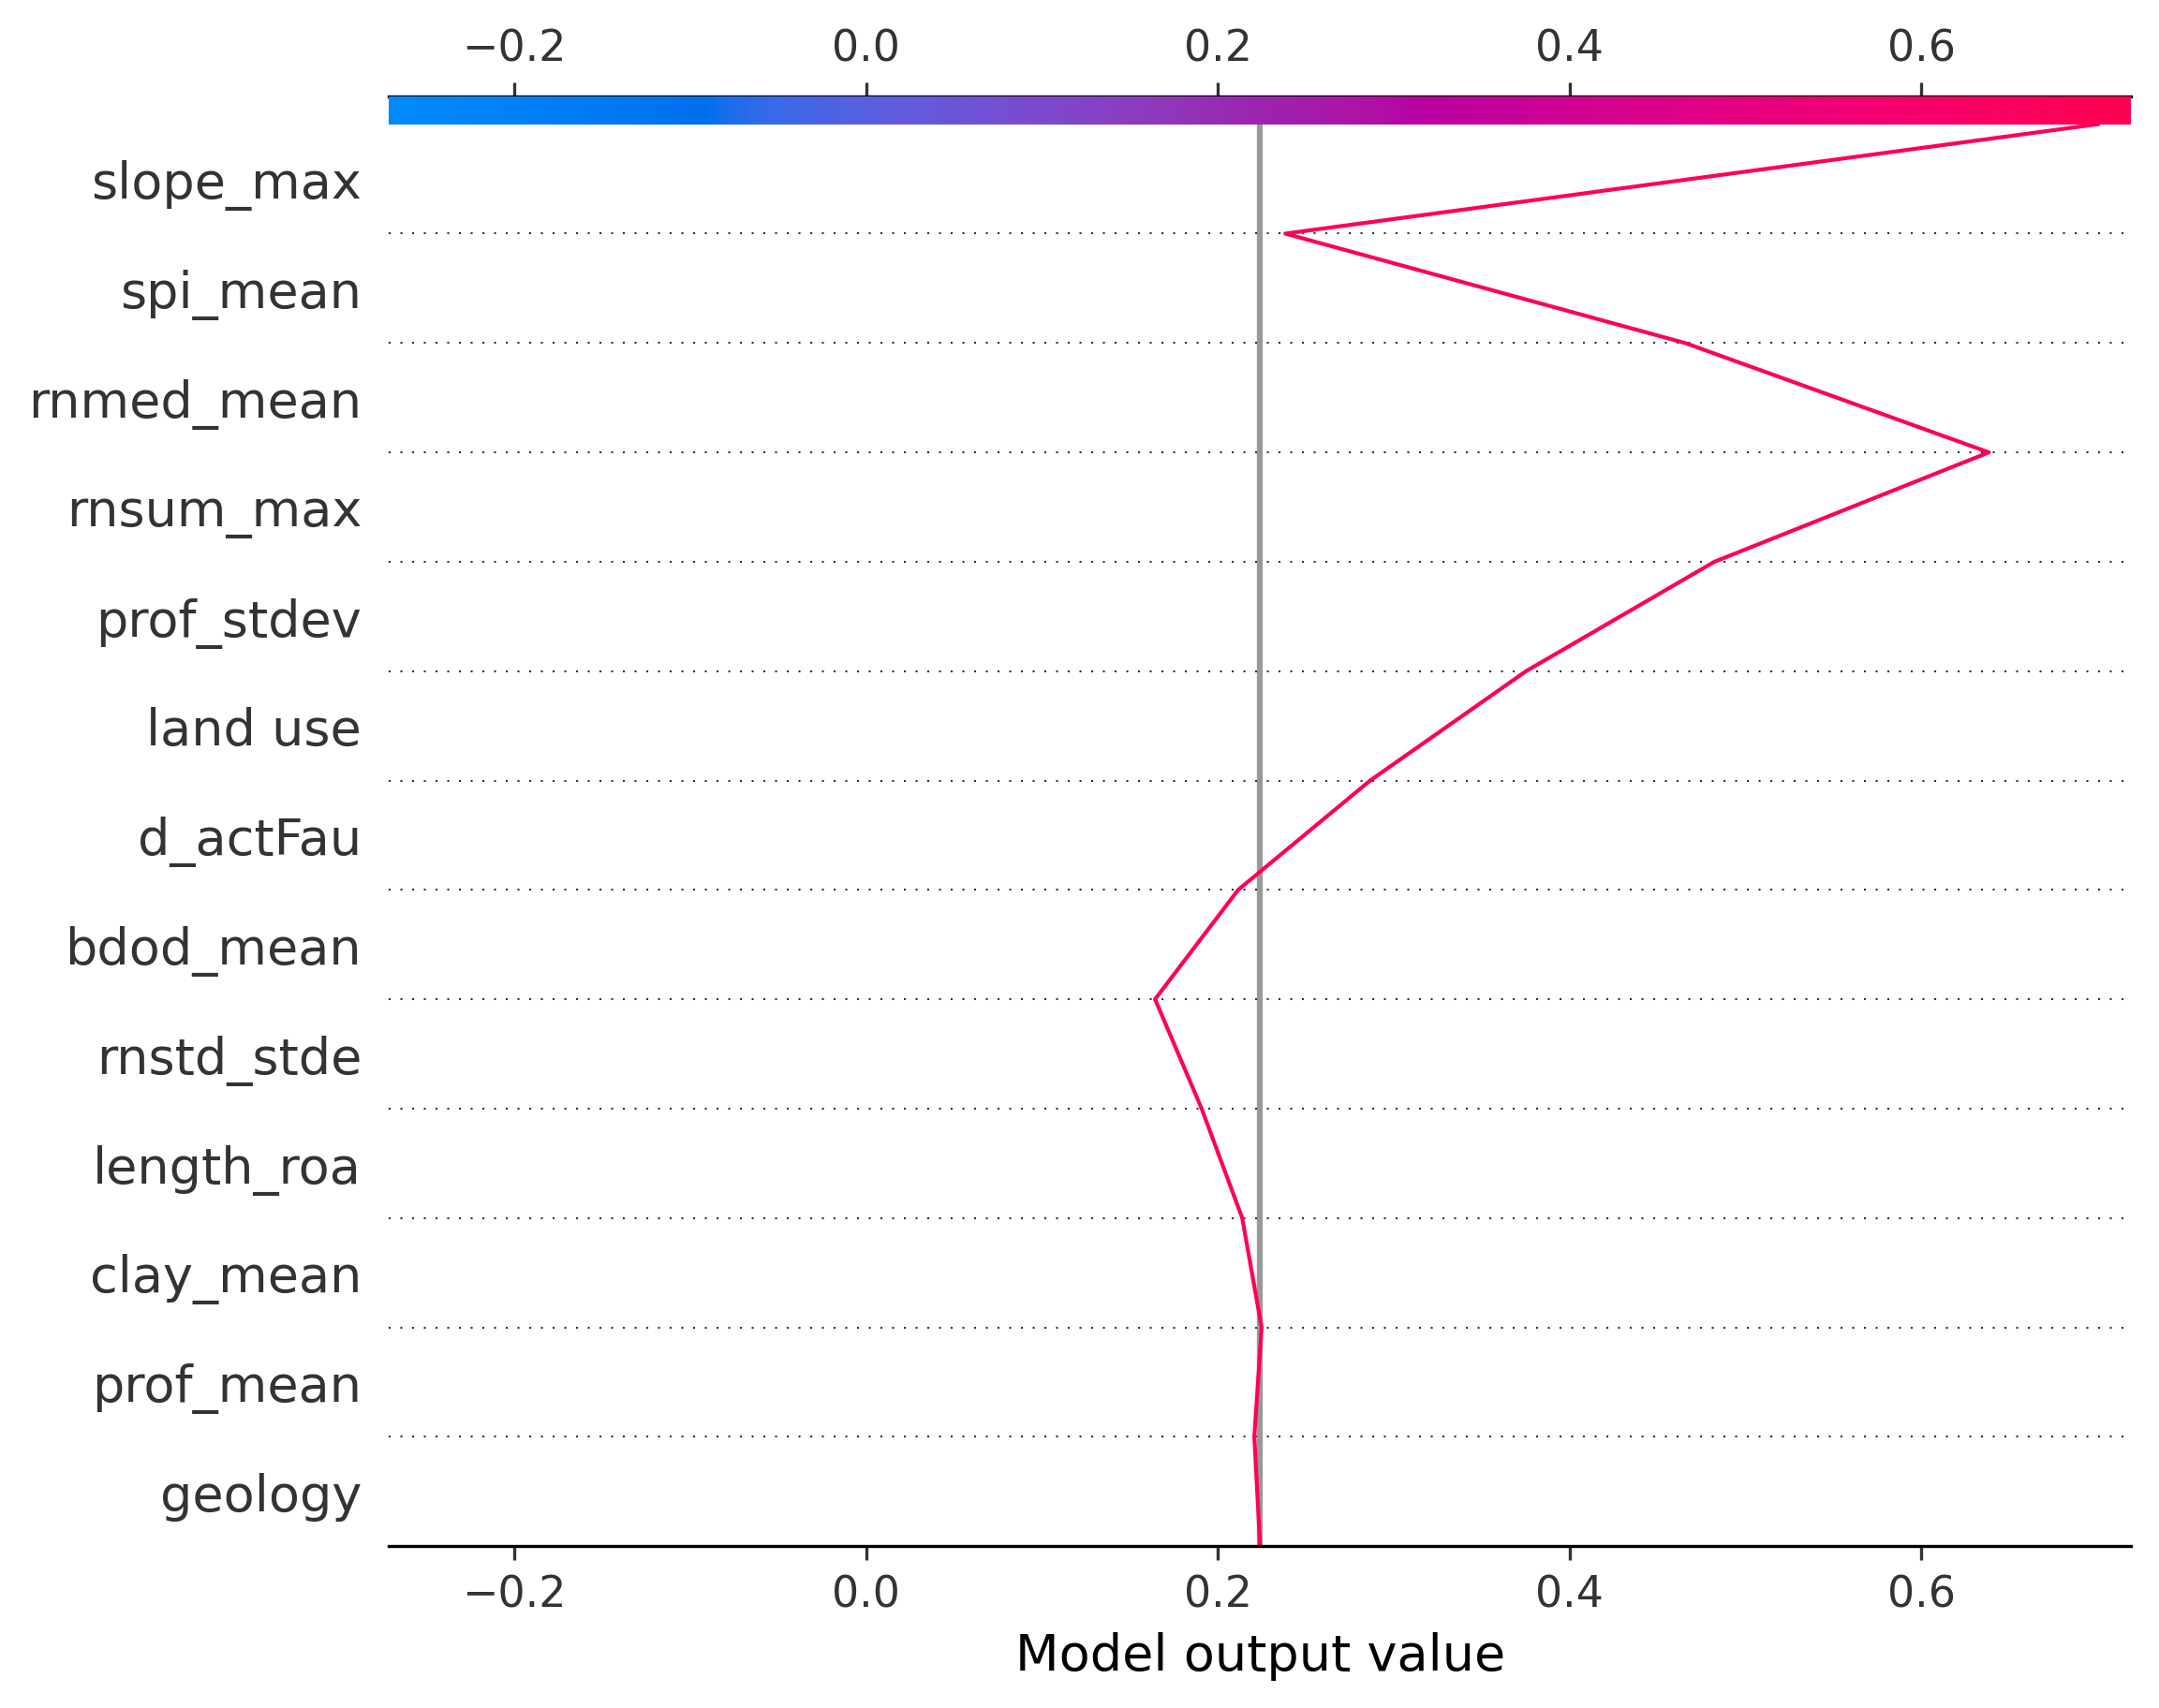 −0.2 0.0 0.2 0.4 0.6
slope_max
spi_mean
rnmed_mean
rnsum_max
prof_stdev
land use
d_actFau
bdod_mean
rnstd_stde
length_roa
clay_mean
prof_mean
geology
−0.2 0.0 0.2 0.4 0.6
Model output value